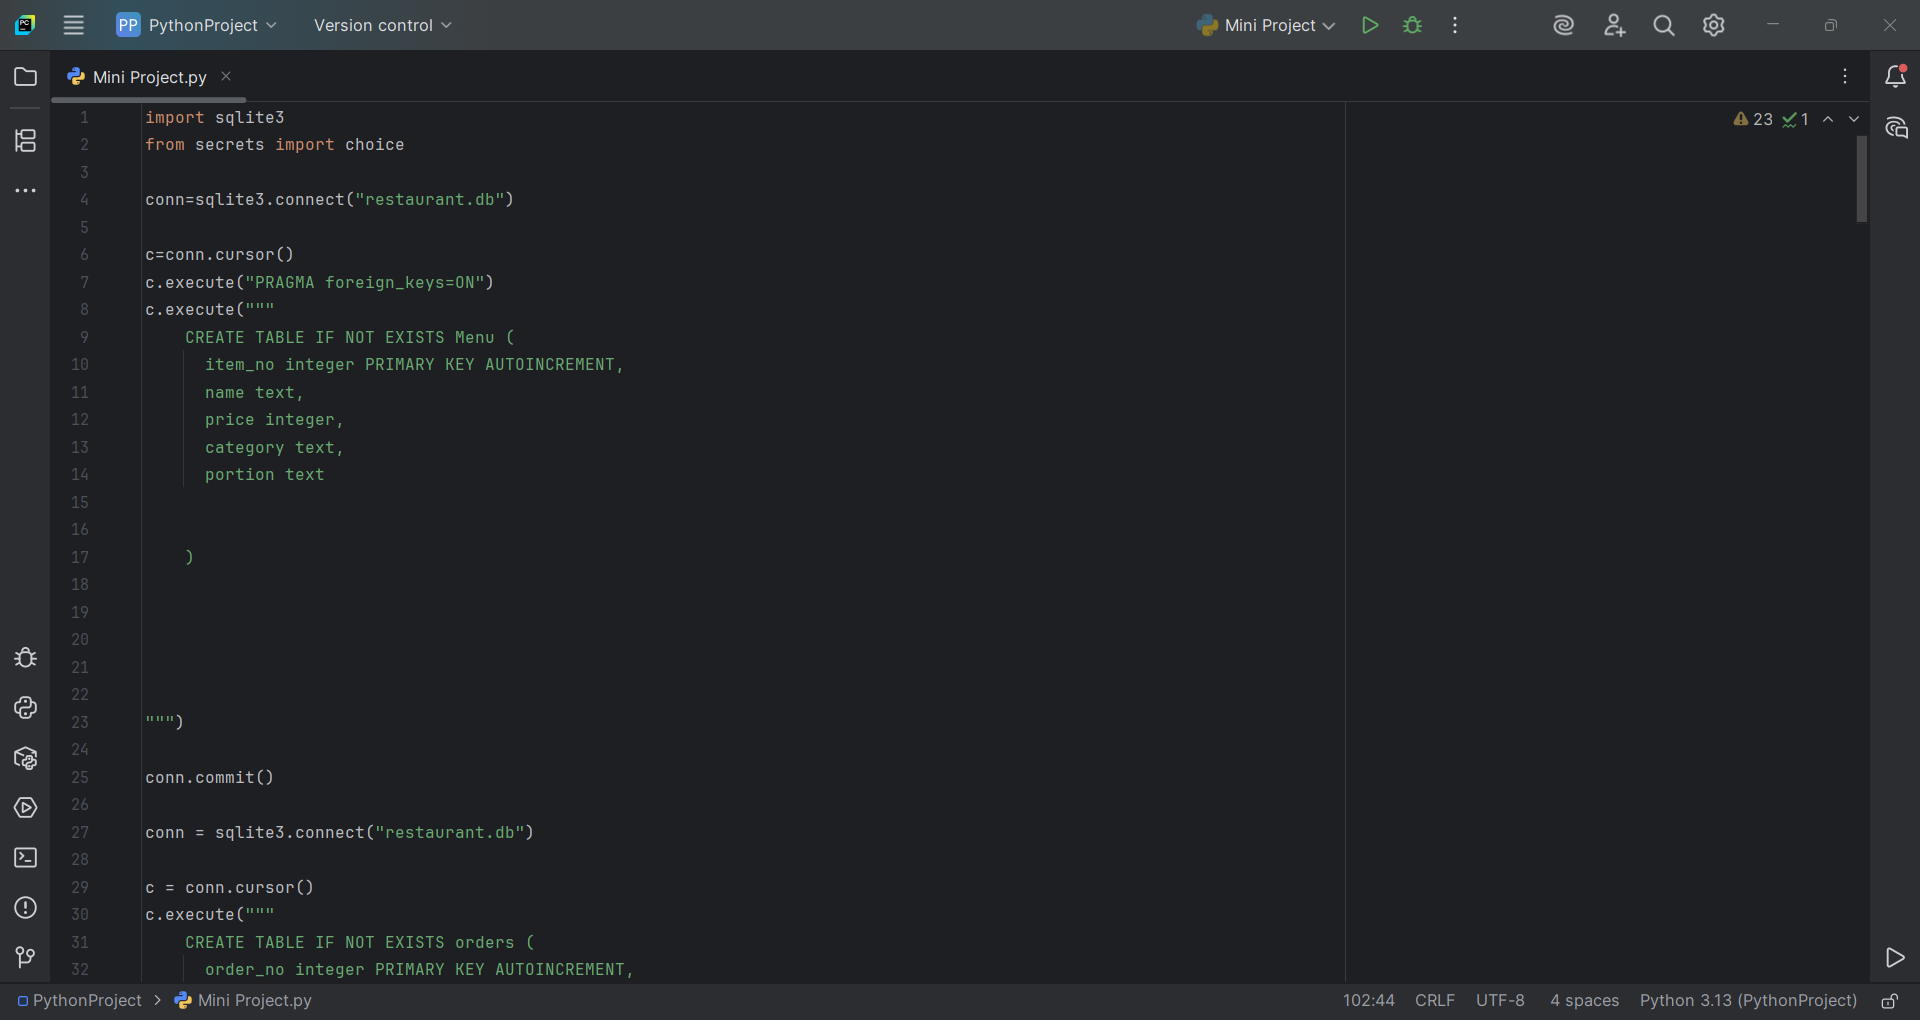 PC PP PythonProject Version control Mini Project
Mini Project.py
23 1
1 import sqlite3
2 from secrets import choice
3
4 conn=sqlite3.connect("restaurant.db")
5
6 c=conn.cursor()
7 c.execute("PRAGMA foreign_keys=ON")
8 c.execute("""
9 CREATE TABLE IF NOT EXISTS Menu (
10 item_no integer PRIMARY KEY AUTOINCREMENT,
11 name text,
12 price integer,
13 category text,
14 portion text
15
16
17 )
18
19
20
21
22
23 """)
24
25 conn.commit()
26
27 conn = sqlite3.connect("restaurant.db")
28
29 c = conn.cursor()
30 c.execute("""
31 CREATE TABLE IF NOT EXISTS orders (
32 order_no integer PRIMARY KEY AUTOINCREMENT,
PythonProject > Mini Project.py 102:44 CRLF UTF-8 4 spaces Python 3.13 (PythonProject)